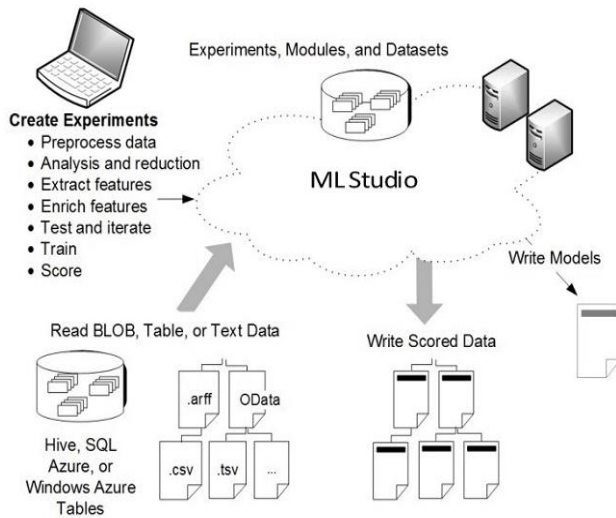 Experiments, Modules, and Datasets
Create Experiments
• Preprocess data
• Analysis and reduction
• Extract features
• Enrich features
• Test and iterate
• Train
• Score
ML Studio
Write Models
Read BLOB, Table, or Text Data
Write Scored Data
.arff
OData
.csv
.tsv
...
Hive, SQL
Azure, or
Windows Azure
Tables